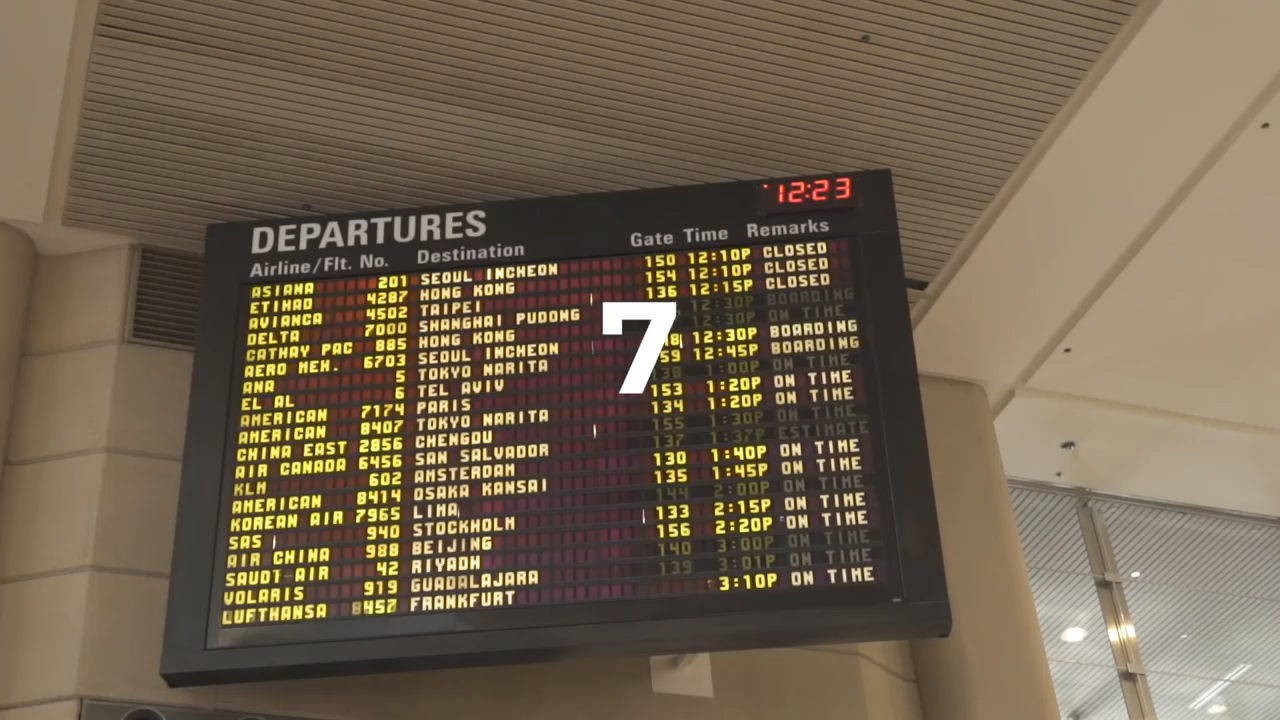 12:23
DEPARTURES
Airline/Flt. No. Destination Gate Time Remarks
ASIANA 201 SEOUL INCHEON 150 12:10P CLOSED
ETIHAD 4287 HONG KONG 154 12:10P CLOSED
AVIANCA 4502 TAIPEI 136 12:15P CLOSED
DELTA 7000 SHANGHAI PUDONG 12:30P BOARDING
CATHAY PAC 885 HONG KONG 12:30P ON TIME
AERO MEX. 6703 SEOUL INCHEON 12:30P BOARDING
ANA 5 TOKYO NARITA 59 12:45P BOARDING
EL AL 6 TEL AVIV 1:00P ON TIME
AMERICAN 7174 PARIS 153 1:20P ON TIME
AMERICAN 8407 TOKYO NARITA 134 1:20P ON TIME
CHINA EAST 2856 CHENGDU 155 1:30P ON TIME
AIR CANADA 6456 SAN SALVADOR 137 1:37P ESTIMATE
KLM 602 AMSTERDAM 130 1:40P ON TIME
AMERICAN 8414 OSAKA KANSAI 135 1:45P ON TIME
KOREAN AIR 7965 LIMA 144 2:00P ON TIME
SAS 940 STOCKHOLM 133 2:15P ON TIME
AIR CHINA 988 BEIJING 156 2:20P ON TIME
SAUDI AIR 42 RIYADH 140 3:00P ON TIME
VOLARIS 919 GUADALAJARA 139 3:01P ON TIME
LUFTHANSA 8457 FRANKFURT 3:10P ON TIME
7